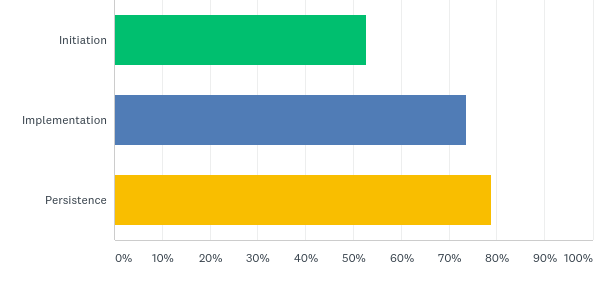 Initiation
Implementation
Persistence
0% 10% 20% 30% 40% 50% 60% 70% 80% 90% 100%